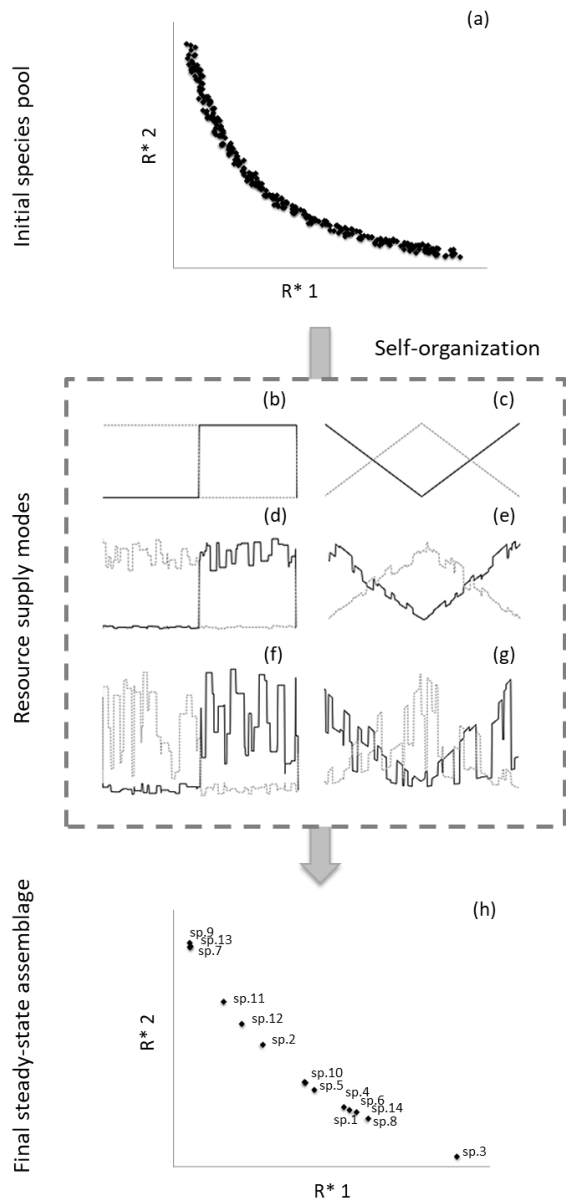 (a)
Initial species pool
R* 2
R* 1
Self-organization
Resource supply modes
(b)
(c)
(d)
(e)
(f)
(g)
Final steady-state assemblage
(h)
R* 2
sp.9
sp.13
sp.7
sp.11
sp.12
sp.2
sp.10
sp.5
sp.4
sp.6
sp.14
sp.1
sp.8
sp.3
R* 1